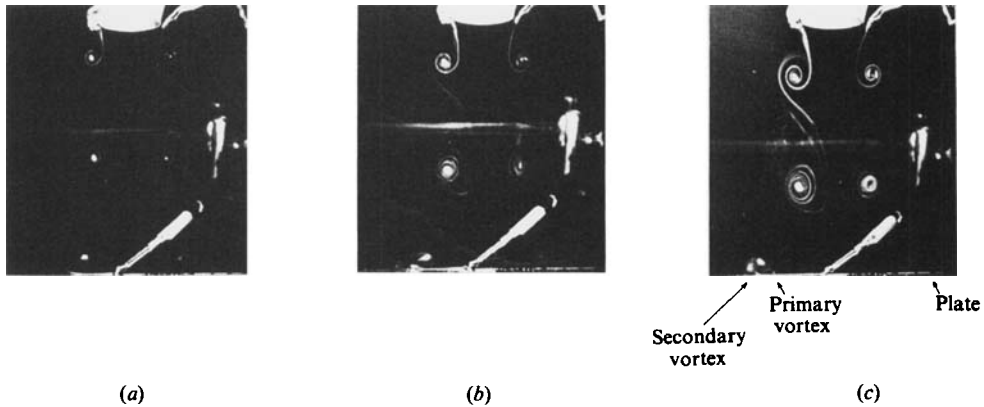 Plate
Primary
vortex
Secondary
vortex
(a)
(b)
(c)